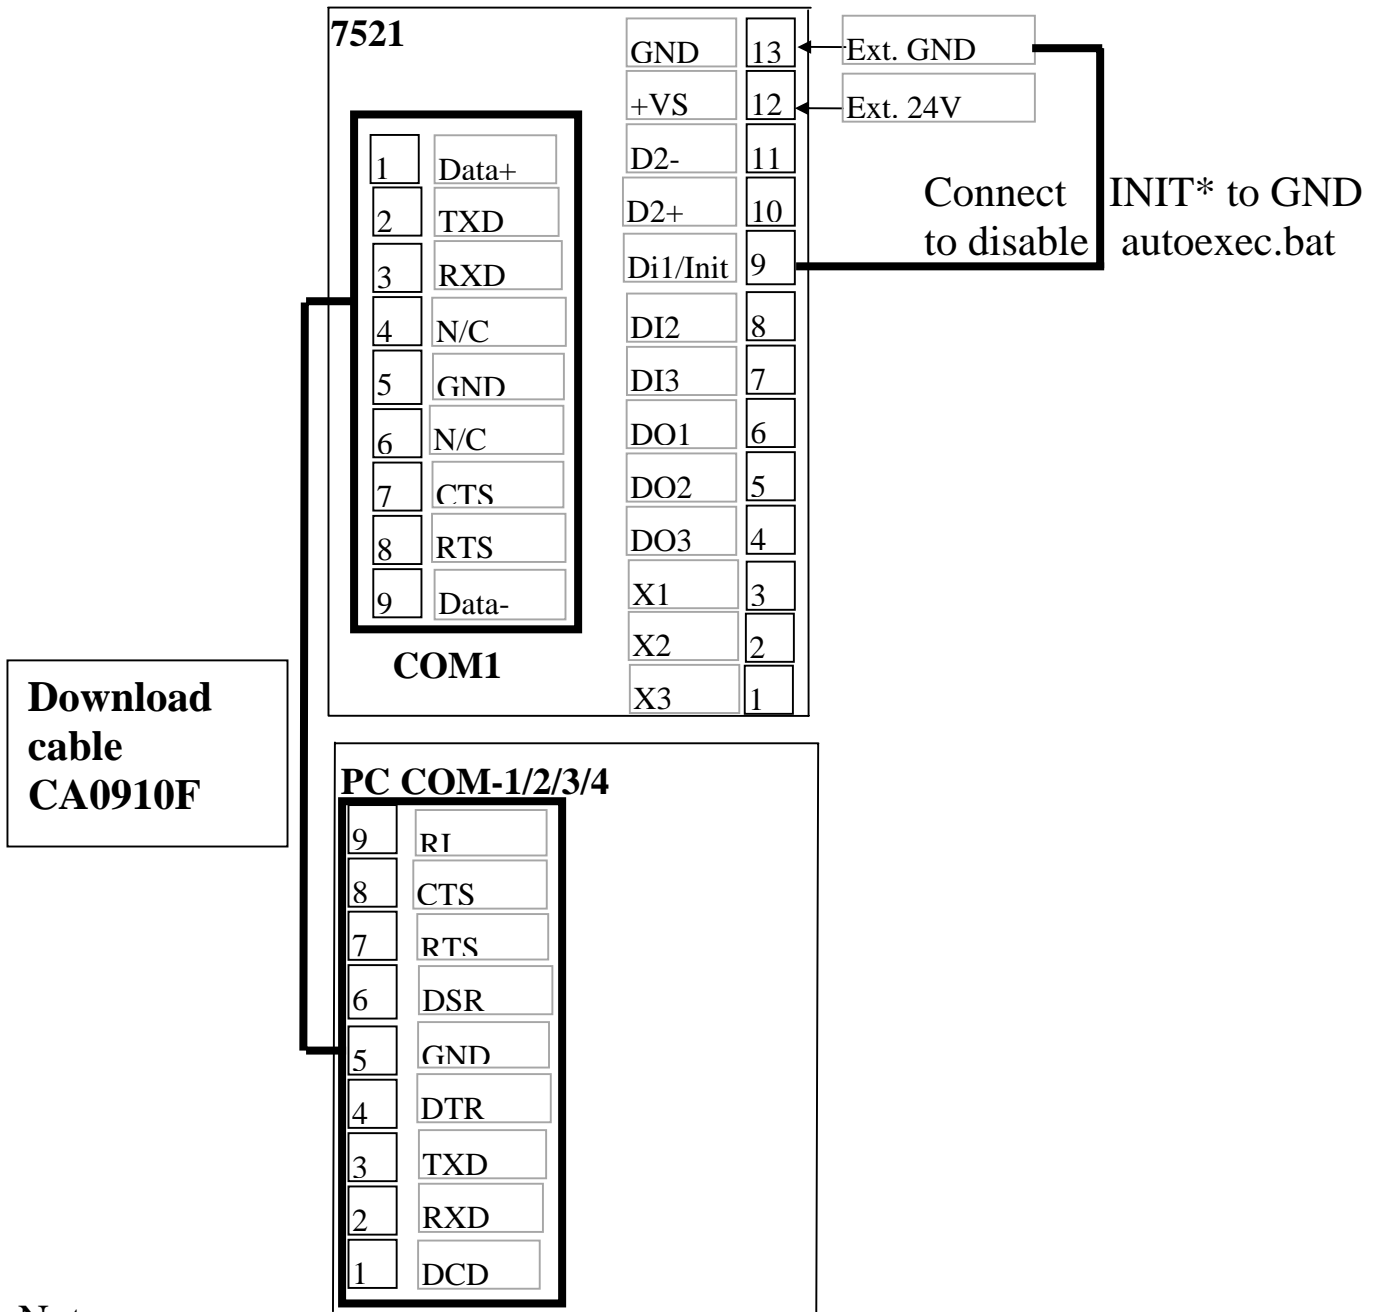 7521
GND 13 Ext. GND
+VS 12 Ext. 24V
D2- 11
D2+ 10
Di1/Init 9
DI2 8
DI3 7
DO1 6
DO2 5
DO3 4
X1 3
X2 2
X3 1
Connect INIT* to GND
to disable autoexec.bat
1 Data+
2 TXD
3 RXD
4 N/C
5 GND
6 N/C
7 CTS
8 RTS
9 Data-
COM1
Download
cable
CA0910F
PC COM-1/2/3/4
9 RI
8 CTS
7 RTS
6 DSR
5 GND
4 DTR
3 TXD
2 RXD
1 DCD